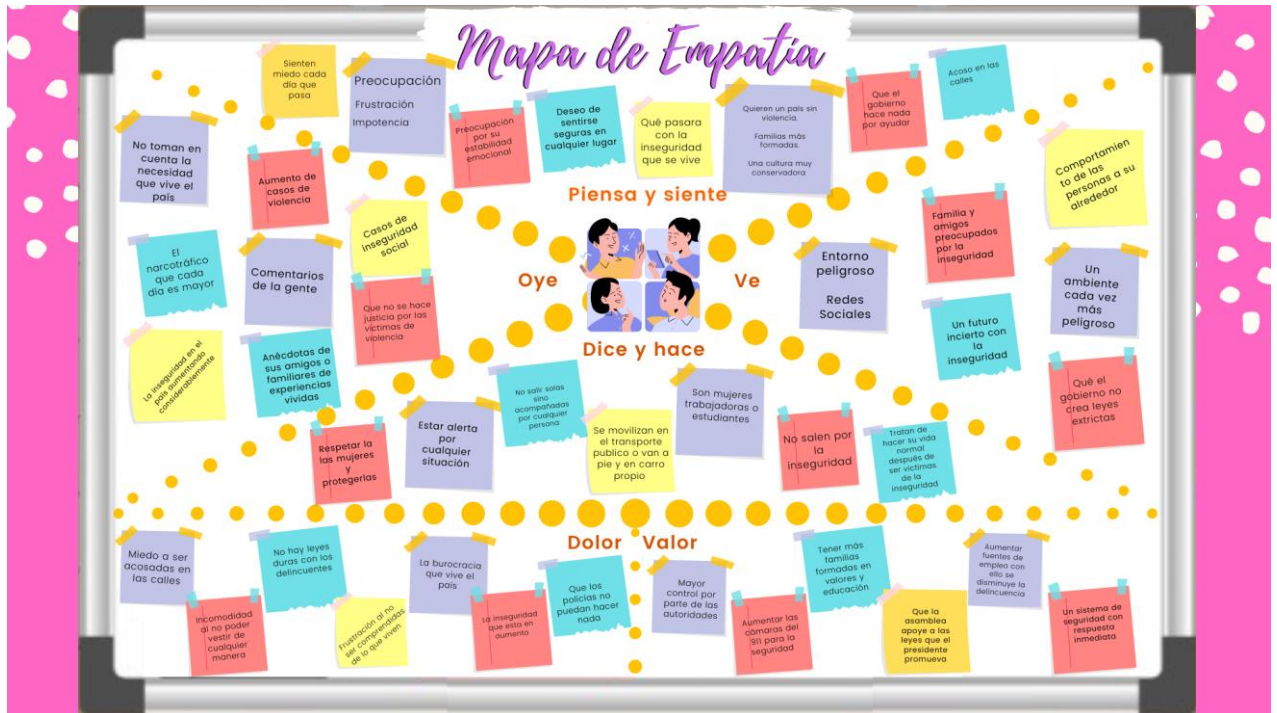 Mapa de Empatía
Sienten
miedo cada
día que
pasa
Preocupación
Frustración
Impotencia
Preocupación
por su
estabilidad
emocional
Deseo de
sentirse
seguras en
cualquier lugar
Qué pasara
con la
inseguridad
que se vive
Quieren un país sin
violencia.
Familias más
formadas.
Una cultura muy
conservadora
Que el
gobierno
hace nada
por ayudar
Acoso en las
calles
Piensa y siente
No toman en
cuenta la
necesidad
que vive el
país
Aumento de
casos de
violencia
Casos de
inseguridad
social
El
narcotráfico
que cada
día es mayor
Comentarios
de la gente
Que no se hace
justicia por las
victimas de
violencia
La inseguridad en el
país aumentando
considerablemente
Anécdotas de
sus amigos o
familiares de
experiencias
vividas
Oye
Ve
Entorno
peligroso
Redes
Sociales
Familia y
amigos
preocupados
por la
inseguridad
Comportamien
to de las
personas a su
alrededor
Un
ambiente
cada vez
más
peligroso
Un futuro
incierto con
la
inseguridad
Qué el
gobierno no
crea leyes
extrictas
Dice y hace
Respetar la
las mujeres
y
protegerlas
Estar alerta
por
cualquier
situación
No salir solas
sino
acompañadas
por cualquier
persona
Se movilizan en
el transporte
publico o van a
pie y en carro
propio
Son mujeres
trabajadoras o
estudiantes
No salen por
la
inseguridad
Tratan de
hacer su vida
normal
después de
ser victimas
de la
inseguridad
Dolor
Miedo a ser
acosadas en
las calles
Incomodidad
al no poder
vestir de
cualquier
manera
No hay leyes
duras con los
delincuentes
Frustración al no
ser comprendidas
de lo que viven
La burocracia
que vive el
país
La inseguridad
que esta en
aumento
Que los
policías no
puedan hacer
nada
Valor
Mayor
control por
parte de las
autoridades
Aumentar las
cámaras del
911 para la
seguridad
Tener más
familias
formadas en
valores y
educación
Que la
asamblea
apoye a las
leyes que el
presidente
promueva
Aumentar
fuentes de
empleo con
ello se
disminuye la
delincuencia
Un sistema de
seguridad con
respuesta
inmediata